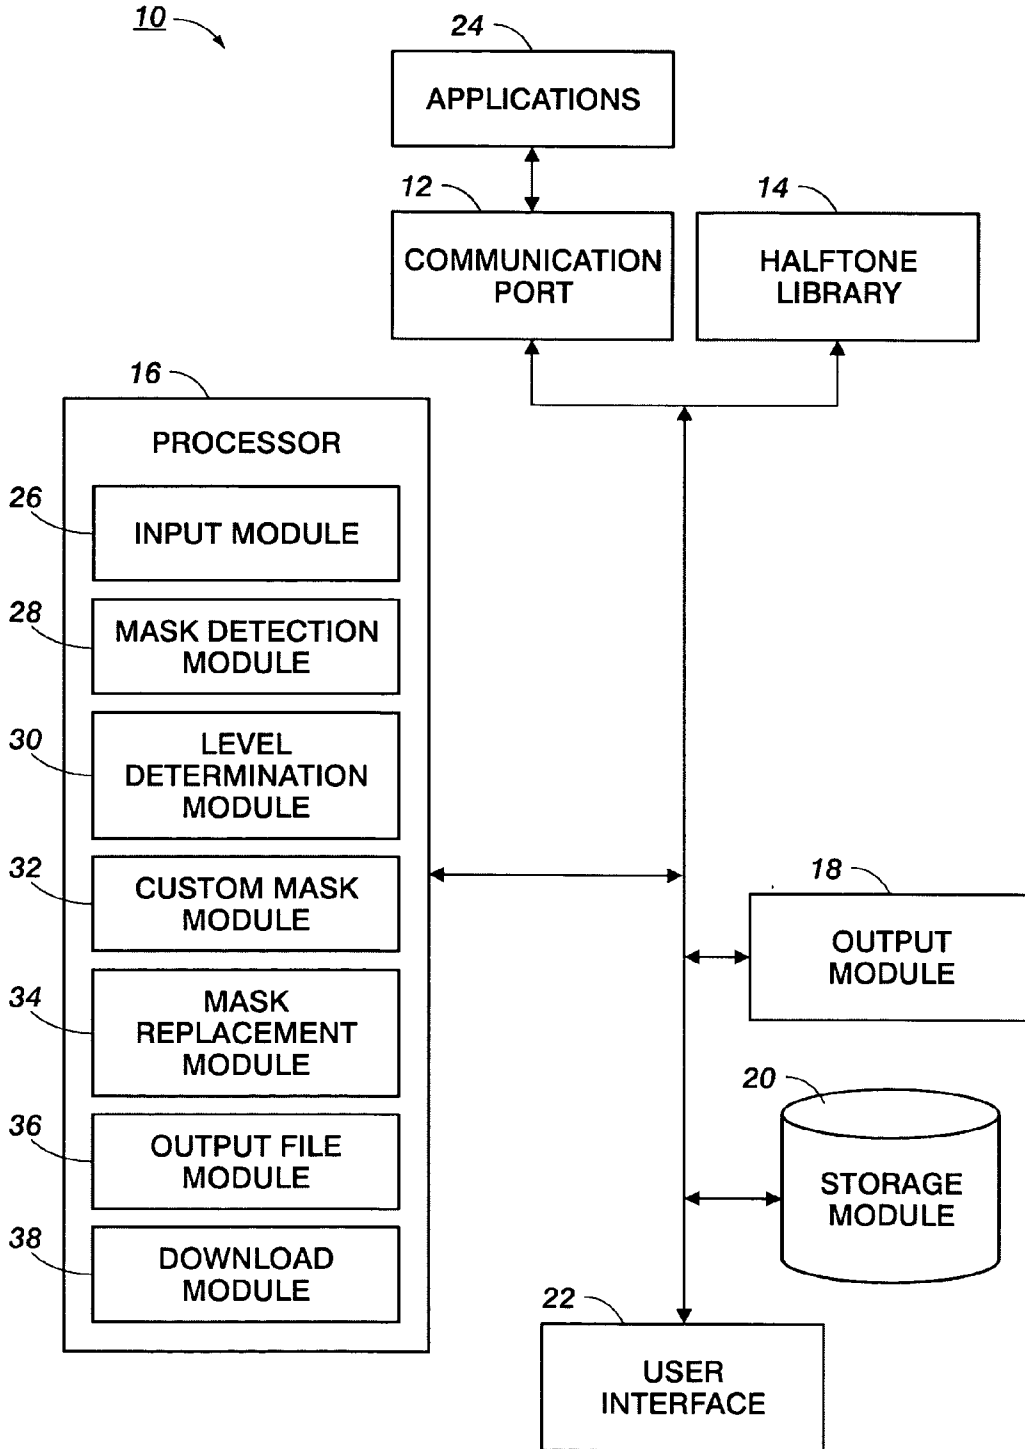 10
24
APPLICATIONS
12
COMMUNICATION
PORT
14
HALFTONE
LIBRARY
16
PROCESSOR
26
INPUT MODULE
28
MASK DETECTION
MODULE
30
LEVEL
DETERMINATION
MODULE
32
CUSTOM MASK
MODULE
34
MASK
REPLACEMENT
MODULE
36
OUTPUT FILE
MODULE
38
DOWNLOAD
MODULE
18
OUTPUT
MODULE
20
STORAGE
MODULE
22
USER
INTERFACE